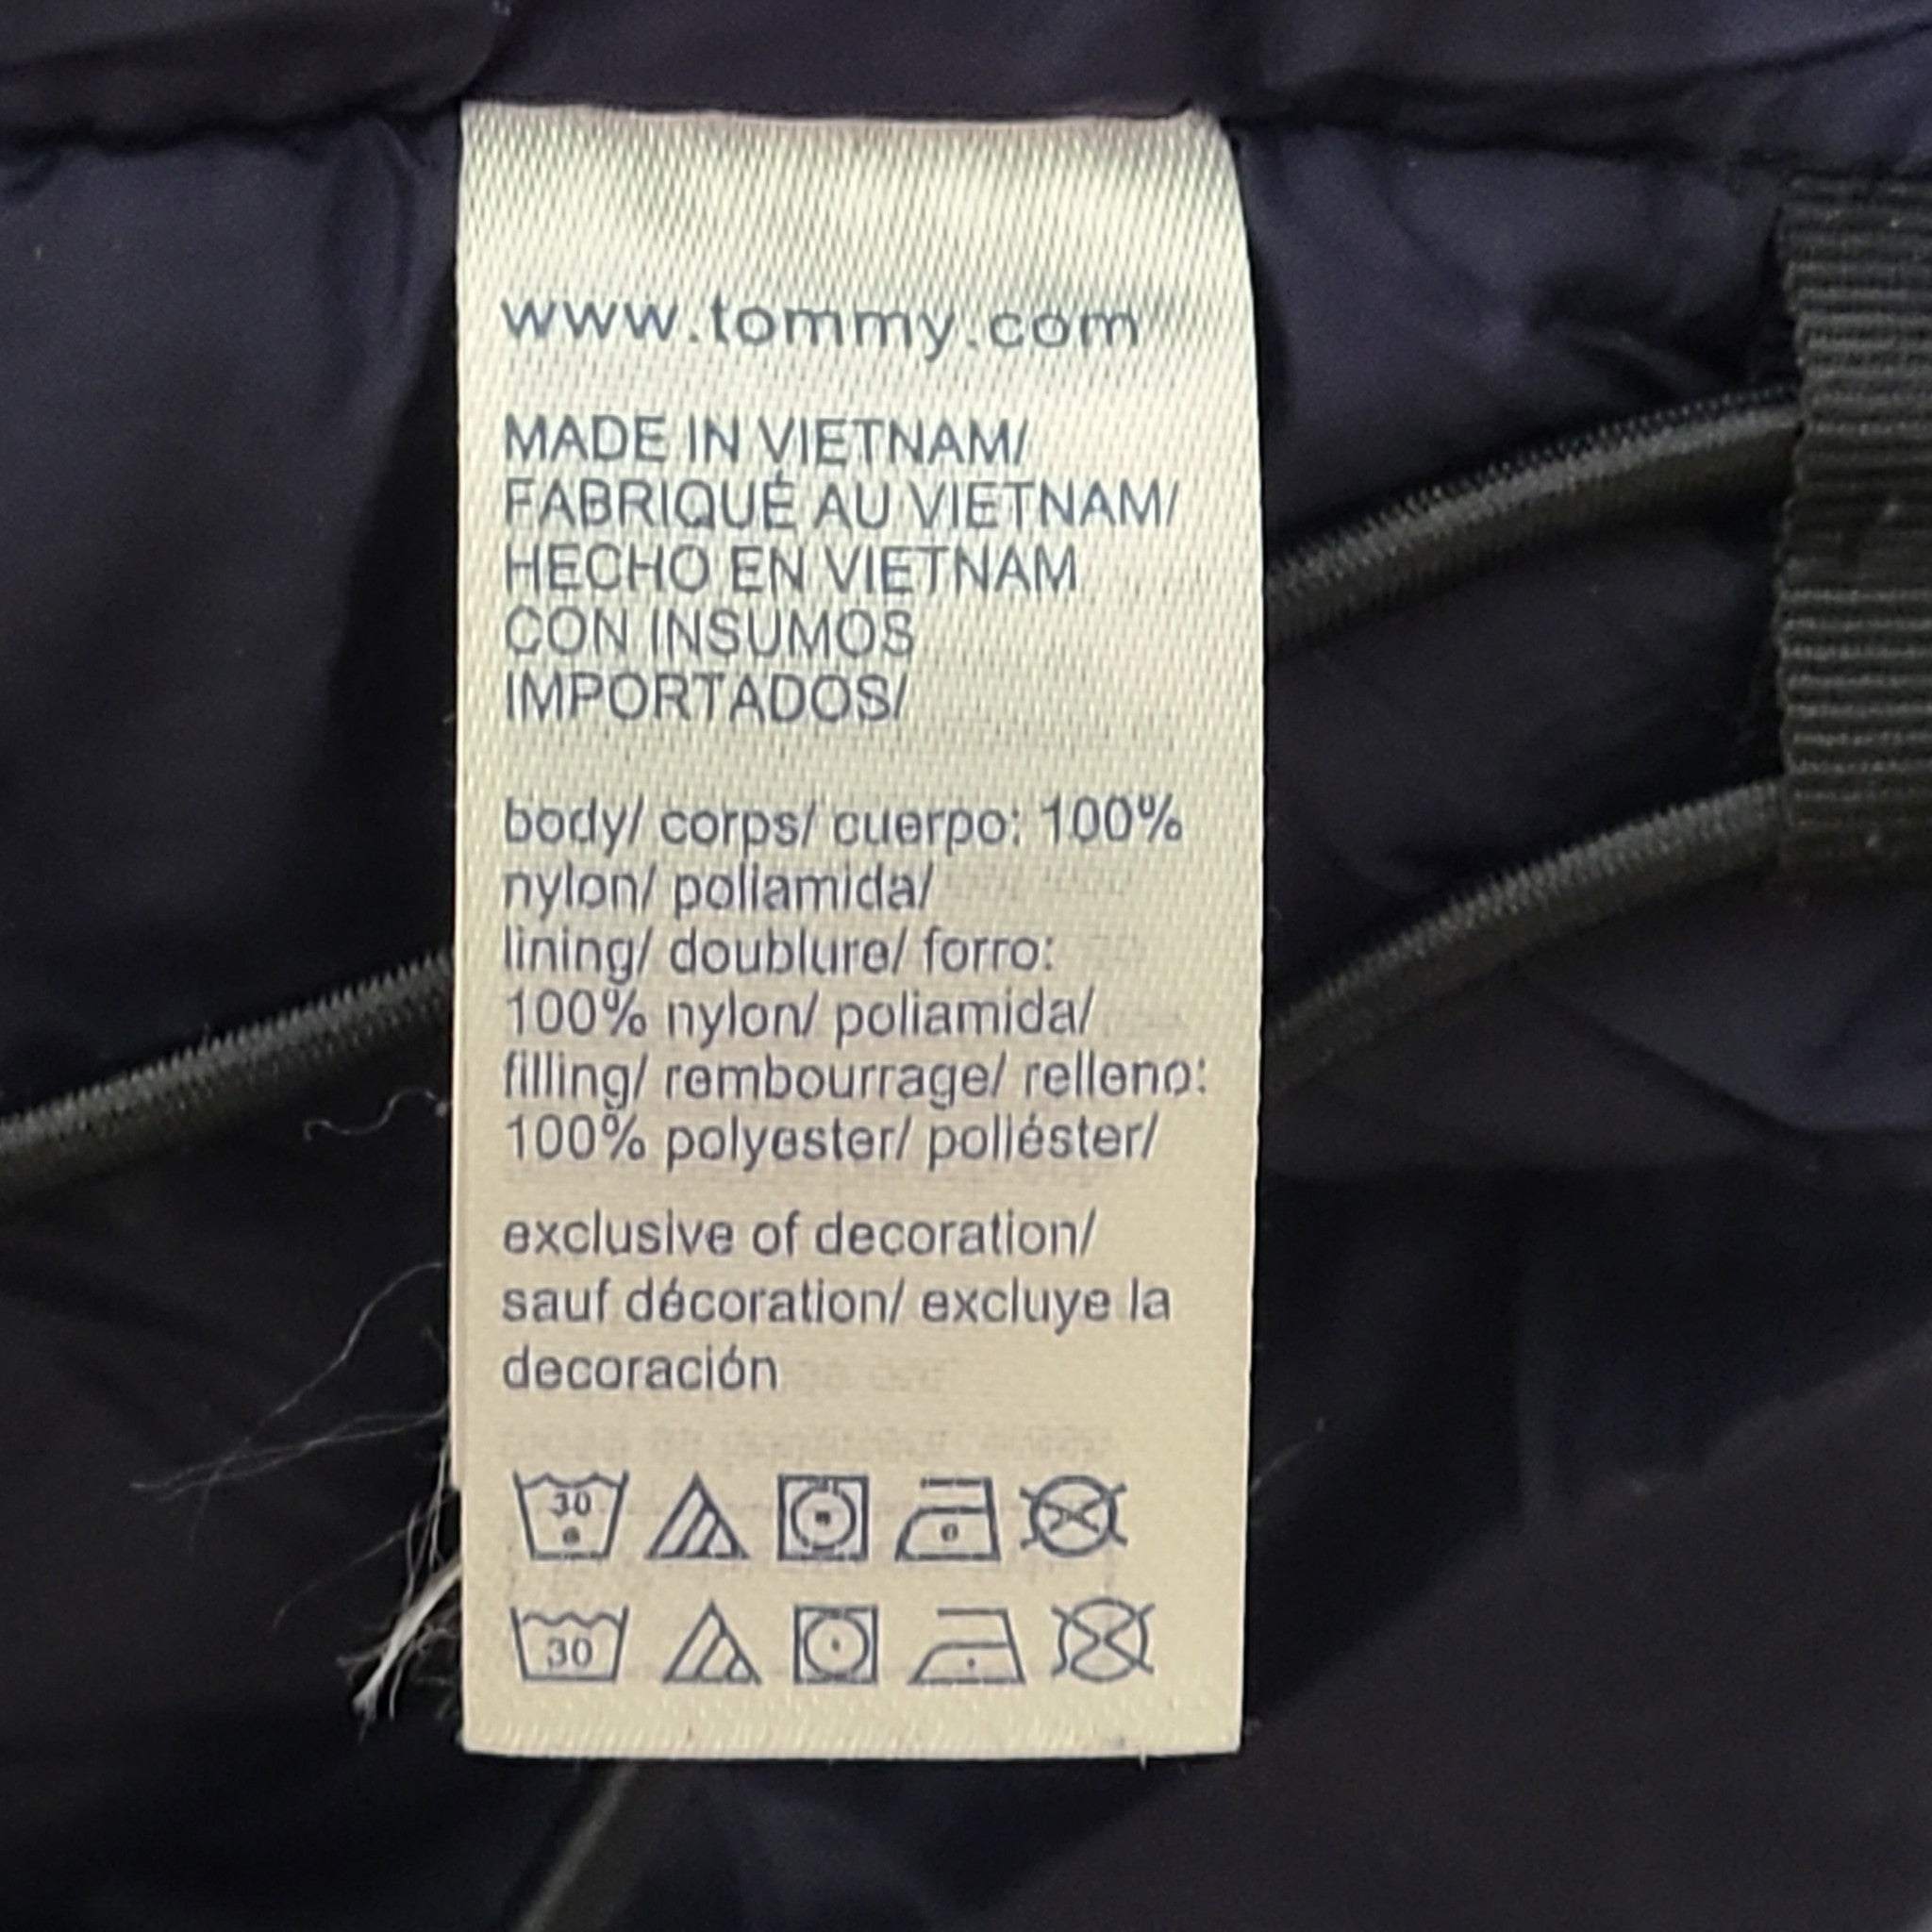 www.tommy.com
MADE IN VIETNAM/
FABRIQUÉ AU VIETNAM/
HECHO EN VIETNAM
CON INSUMOS
IMPORTADOS/
body/ corps/ cuerpo: 100%
nylon/ poliamida/
lining/ doublure/ forro:
100% nylon/ poliamida/
filling/ rembourrage/ relleno:
100% polyester/ poliéster/
exclusive of decoration/
sauf décoration/ excluye la
decoración
30
30